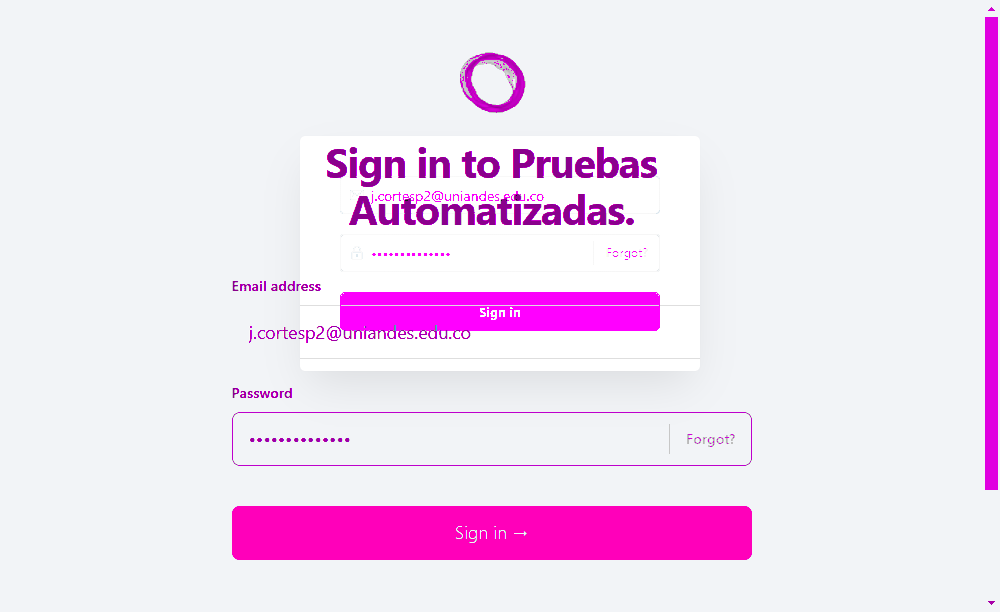 Sign in to Pruebas
j.cortesp2@uniandes.edu.co
Automatizadas.
•••••••••••••• Forgot?
Email address
Sign in
j.cortesp2@uniandes.edu.co
Password
•••••••••••••• Forgot?
Sign in →